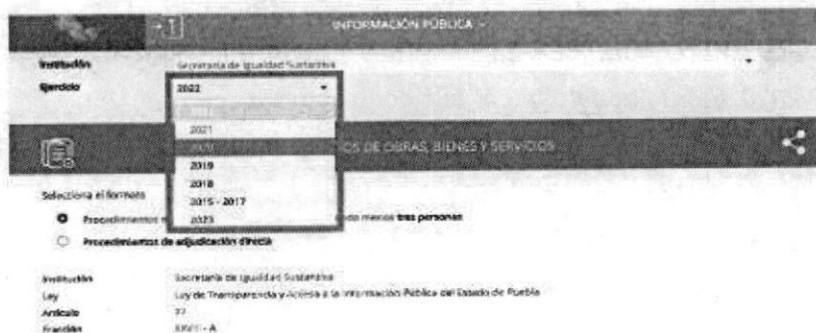 INFORMACIÓN PÚBLICA
Institución Secretaría de Igualdad Sustantiva
Ejercicio 2022
2021
2020
OS DE OBRAS, BIENES Y SERVICIOS
2019
2018
Selecciona el formato
2015 - 2017
Procedimientos menos tres personas
2023
Procedimientos de adjudicación directa
Institución Secretaría de Igualdad Sustantiva
Ley Ley de Transparencia y Acceso a la Información Pública del Estado de Puebla
Artículo 77
Fracción - A